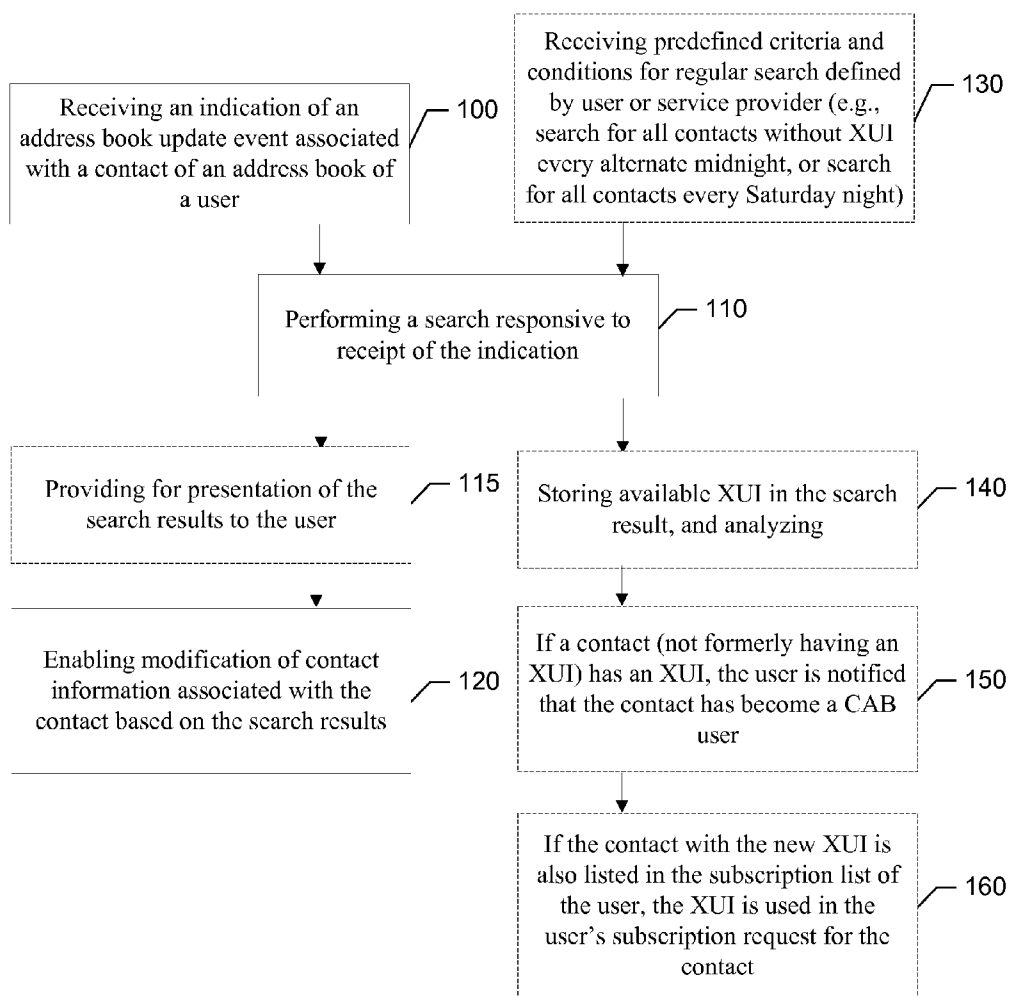 Receiving an indication of an
address book update event associated
with a contact of an address book of
a user
100
Receiving predefined criteria and
conditions for regular search defined
by user or service provider (e.g.,
search for all contacts without XUI
every alternate midnight, or search
for all contacts every Saturday night)
130
Performing a search responsive to
receipt of the indication
110
Providing for presentation of the
search results to the user
115
Storing available XUI in the search
result, and analyzing
140
Enabling modification of contact
information associated with the
contact based on the search results
120
If a contact (not formerly having an
XUI) has an XUI, the user is notified
that the contact has become a CAB
user
150
If the contact with the new XUI is
also listed in the subscription list of
the user, the XUI is used in the
user's subscription request for the
contact
160